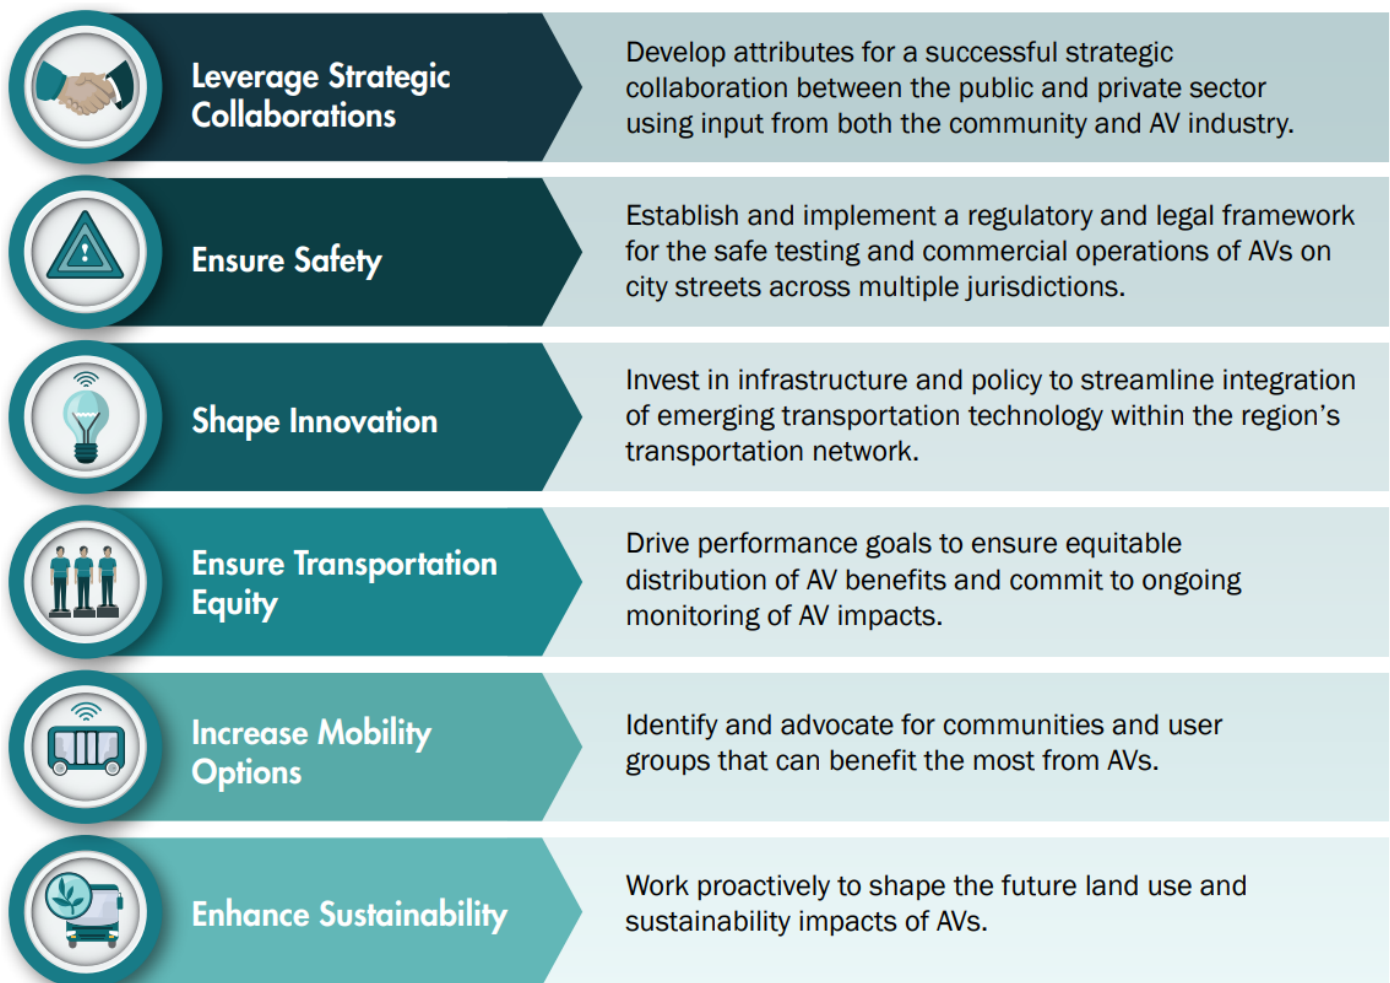 Leverage Strategic
Collaborations
Develop attributes for a successful strategic
collaboration between the public and private sector
using input from both the community and AV industry.
Ensure Safety
Establish and implement a regulatory and legal framework
for the safe testing and commercial operations of AVs on
city streets across multiple jurisdictions.
Shape Innovation
Invest in infrastructure and policy to streamline integration
of emerging transportation technology within the region’s
transportation network.
Ensure Transportation
Equity
Drive performance goals to ensure equitable
distribution of AV benefits and commit to ongoing
monitoring of AV impacts.
Increase Mobility
Options
Identify and advocate for communities and user
groups that can benefit the most from AVs.
Enhance Sustainability
Work proactively to shape the future land use and
sustainability impacts of AVs.